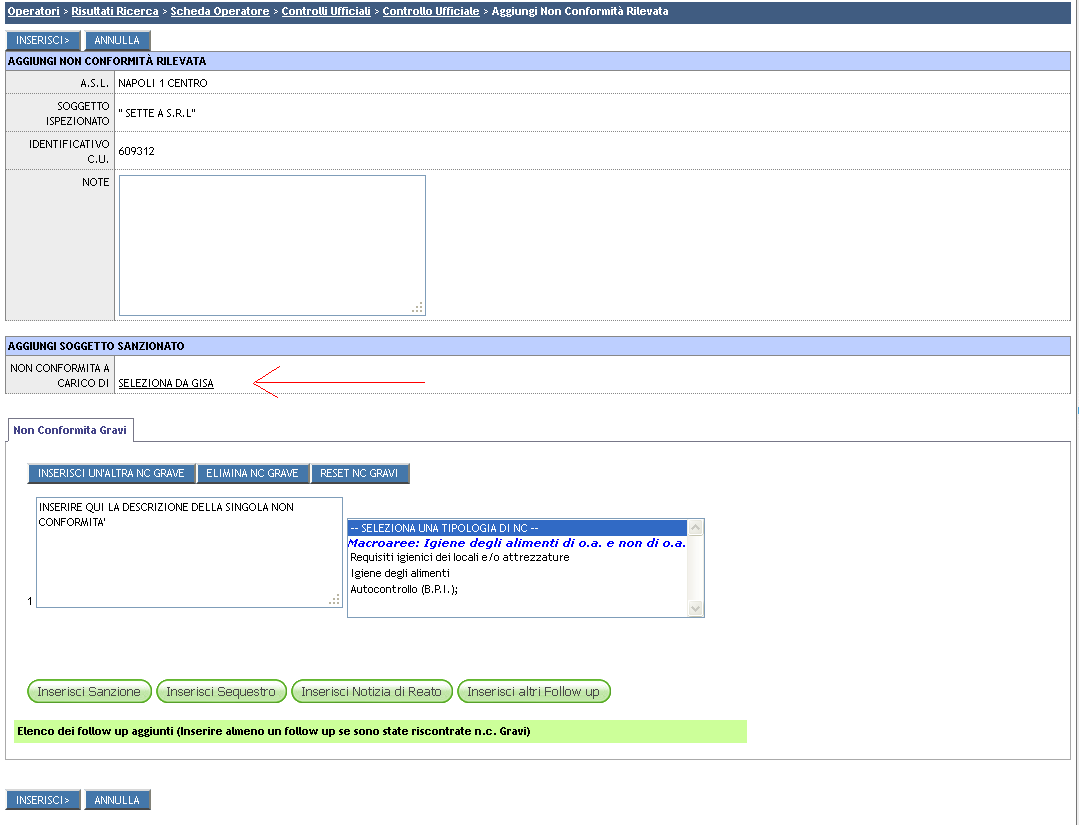 Operatori > Risultati Ricerca > Scheda Operatore > Controlli Ufficiali > Controllo Ufficiale > Aggiungi Non Conformità Rilevata
INSERISCI> ANNULLA
AGGIUNGI NON CONFORMITÀ RILEVATA
A.S.L. NAPOLI 1 CENTRO
SOGGETTO
ISPEZIONATO
" SETTE A S.R.L"
IDENTIFICATIVO
C.U.
609312
NOTE
AGGIUNGI SOGGETTO SANZIONATO
NON CONFORMITA A
CARICO DI SELEZIONA DA GISA
Non Conformita Gravi
INSERISCI UN'ALTRA NC GRAVE ELIMINA NC GRAVE RESET NC GRAVI
INSERIRE QUI LA DESCRIZIONE DELLA SINGOLA NON
CONFORMITA'
-- SELEZIONA UNA TIPOLOGIA DI NC --
Macroaree: Igiene degli alimenti di o.a. e non di o.a.
Requisiti igienici dei locali e/o attrezzature
Igiene degli alimenti
Autocontrollo (B.P.I.);
1
Inserisci Sanzione Inserisci Sequestro Inserisci Notizia di Reato Inserisci altri Follow up
Elenco dei follow up aggiunti (Inserire almeno un follow up se sono state riscontrate n.c. Gravi)
INSERISCI> ANNULLA